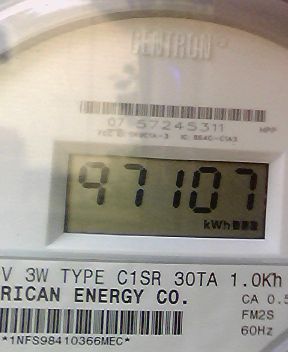 CENTRON
07 57245311
HPP
97107
kWh
V 3W TYPE C1SR 30TA 1.0Kh
RICAN ENERGY CO.
CA 0.5
FM2S
60Hz
*1NFS98410366MEC*